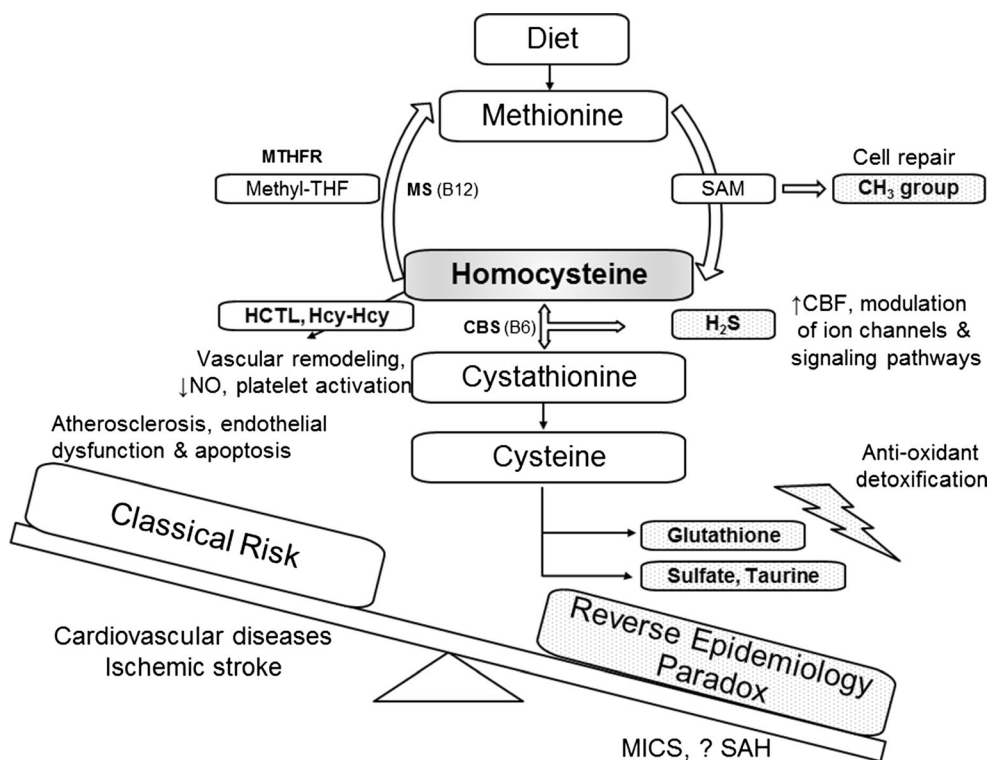 Diet
Methionine
MTHFR
Methyl-THF
MS (B12)
SAM
Cell repair
CH₃ group
Homocysteine
HCTL, Hcy-Hcy
CBS (B6)
H₂S
↑CBF, modulation
of ion channels &
signaling pathways
Vascular remodeling,
↓NO, platelet activation
Cystathionine
Atherosclerosis, endothelial
dysfunction & apoptosis
Cysteine
Anti-oxidant
detoxification
Classical Risk
Glutathione
Sulfate, Taurine
Cardiovascular diseases
Ischemic stroke
Reverse Epidemiology
Paradox
MICS, ? SAH